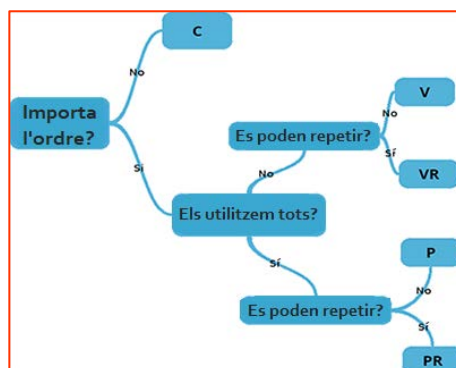 C
No
Importa
l'ordre?
Sí
Els utilitzem tots?
No
Es poden repetir?
No
V
Sí
VR
Sí
Es poden repetir?
No
P
Sí
PR